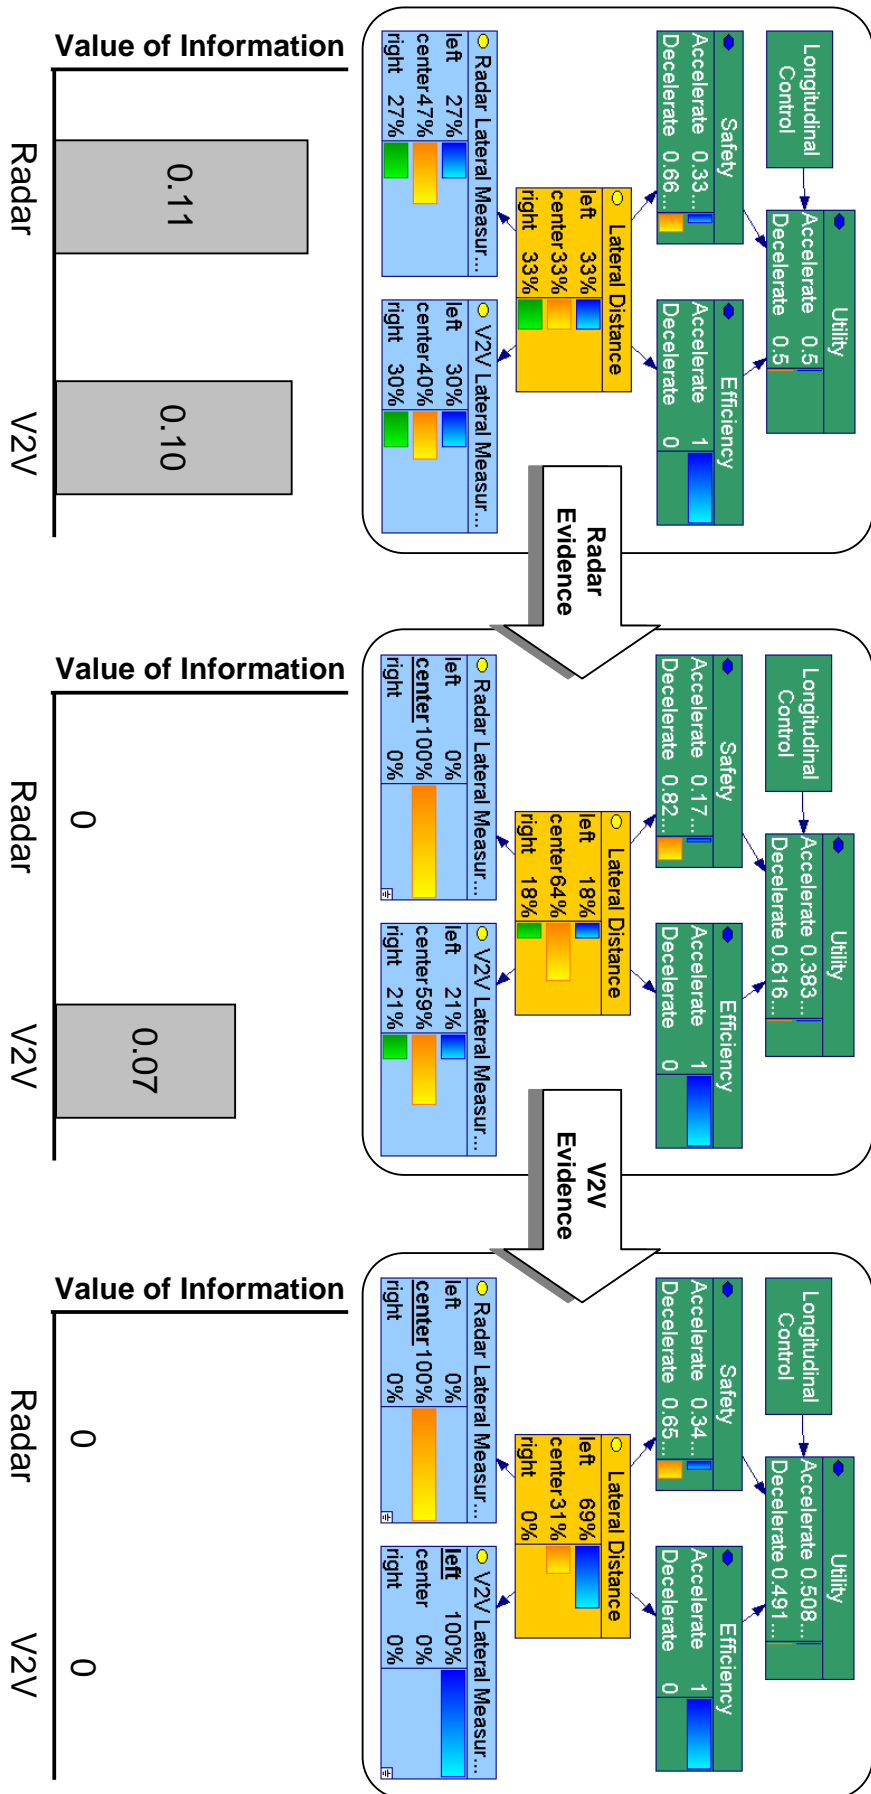 Longitudinal
Control
Utility
Accelerate 0.5
Decelerate 0.5
Safety
Accelerate 0.33...
Decelerate 0.66...
Efficiency
Accelerate 1
Decelerate 0
Lateral Distance
left 33%
center 33%
right 33%
Radar Lateral Measur...
left 27%
center 47%
right 27%
V2V Lateral Measur...
left 30%
center 40%
right 30%
Value of Information
0.11
0.10
Radar
V2V
Radar
Evidence
Longitudinal
Control
Utility
Accelerate 0.383...
Decelerate 0.616...
Safety
Accelerate 0.17...
Decelerate 0.82...
Efficiency
Accelerate 1
Decelerate 0
Lateral Distance
left 18%
center 64%
right 18%
Radar Lateral Measur...
left 0%
center 100%
right 0%
V2V Lateral Measur...
left 21%
center 59%
right 21%
Value of Information
0
0.07
Radar
V2V
V2V
Evidence
Longitudinal
Control
Utility
Accelerate 0.508...
Decelerate 0.491...
Safety
Accelerate 0.34...
Decelerate 0.65...
Efficiency
Accelerate 1
Decelerate 0
Lateral Distance
left 69%
center 31%
right 0%
Radar Lateral Measur...
left 0%
center 100%
right 0%
V2V Lateral Measur...
left 100%
center 0%
right 0%
Value of Information
0
0
Radar
V2V